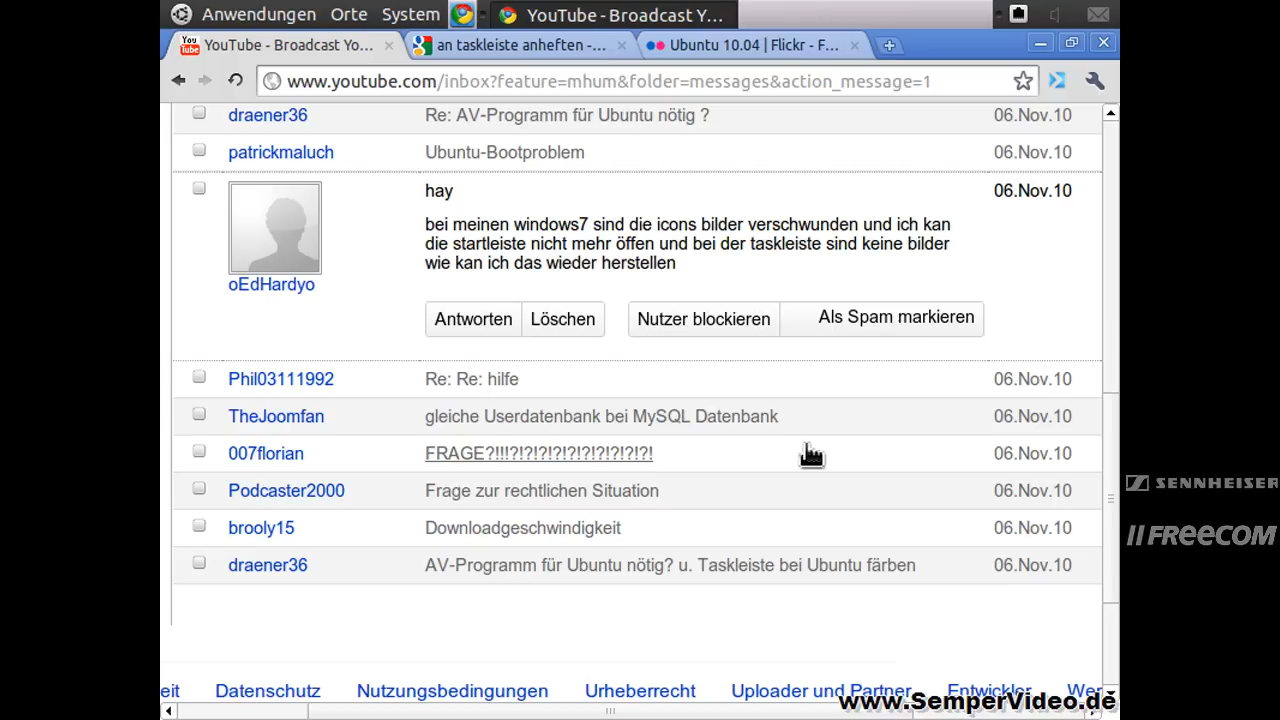 Anwendungen Orte System YouTube - Broadcast Y...
You Tube YouTube - Broadcast Yo... an taskleiste anheften -... Ubuntu 10.04 | Flickr - F...
www.youtube.com/inbox?feature=mhum&folder=messages&action_message=1
draener36 Re: AV-Programm für Ubuntu nötig ? 06.Nov.10
patrickmaluch Ubuntu-Bootproblem 06.Nov.10
hay 06.Nov.10
bei meinen windows7 sind die icons bilder verschwunden und ich kan
die startleiste nicht mehr öffen und bei der taskleiste sind keine bilder
wie kan ich das wieder herstellen
oEdHardyo
Antworten Löschen Nutzer blockieren Als Spam markieren
Phil03111992 Re: Re: hilfe 06.Nov.10
TheJoomfan gleiche Userdatenbank bei MySQL Datenbank 06.Nov.10
007florian FRAGE?!!!?!?!?!?!?!?!?!?!?!?! 06.Nov.10
Podcaster2000 Frage zur rechtlichen Situation 06.Nov.10
brooly15 Downloadgeschwindigkeit 06.Nov.10
draener36 AV-Programm für Ubuntu nötig? u. Taskleiste bei Ubuntu färben 06.Nov.10
SENNHEISER
FREECOM
eit Datenschutz Nutzungsbedingungen Urheberrecht Uploader und Partner Entwickler Wer
www.SemperVideo.de